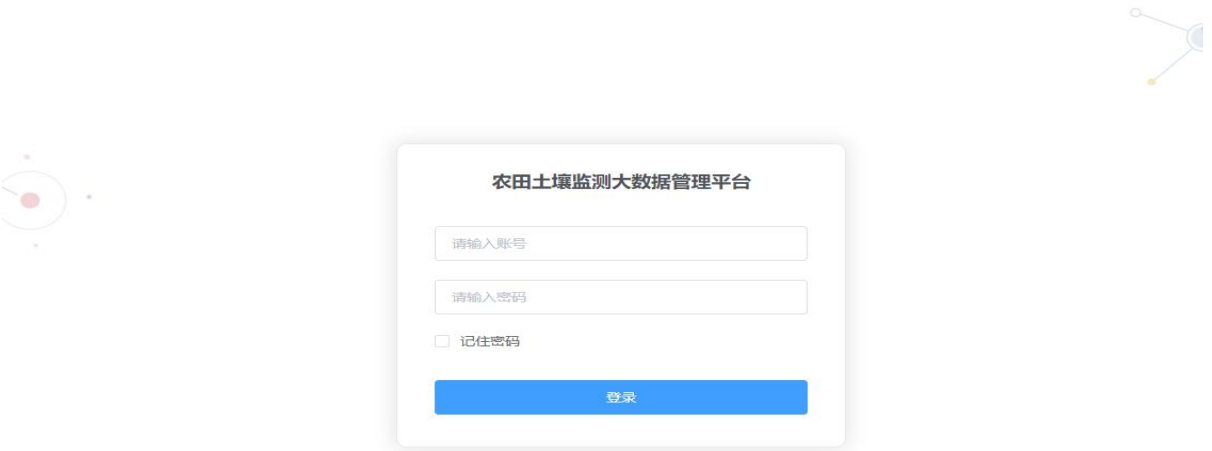 农田土壤监测大数据管理平台
请输入账号
请输入密码
记住密码
登录